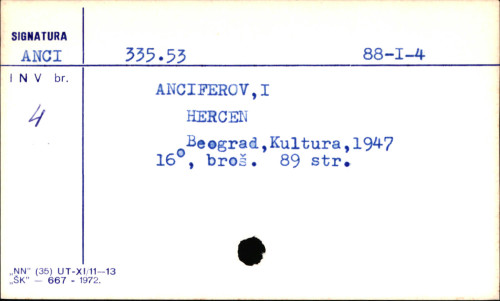 SIGNATURA
ANCI 335.53 88-I-4
INV br.
4
ANCIFEROV,I
HERCEN
Beograd,Kultura,1947
16°, broš. 89 str.
„NN" (35) UT-XI/11—13
„ŠK" — 667 - 1972.